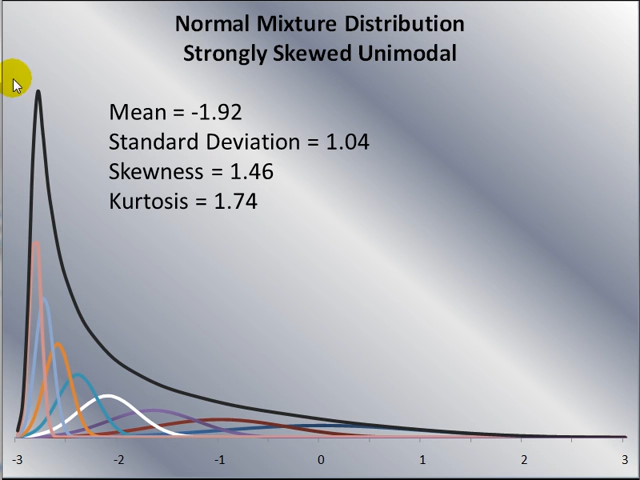 Normal Mixture Distribution
Strongly Skewed Unimodal
Mean = -1.92
Standard Deviation = 1.04
Skewness = 1.46
Kurtosis = 1.74
-3 -2 -1 0 1 2 3